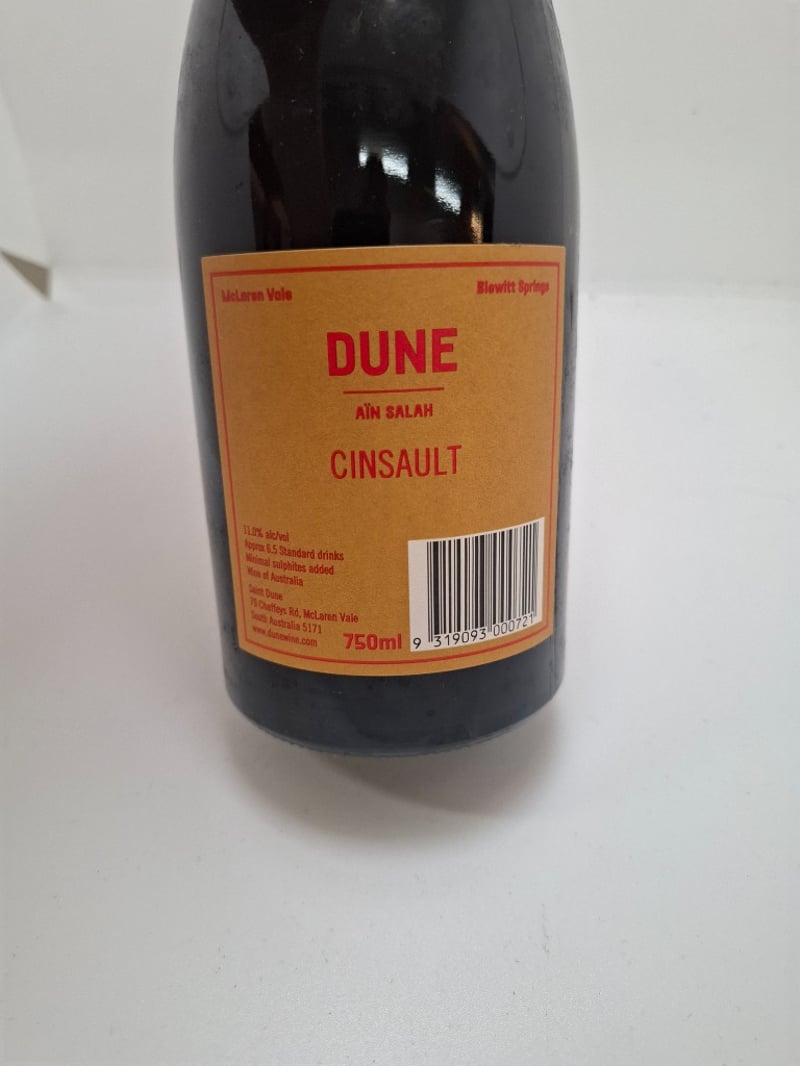 McLaren Vale
Blewitt Springs
DUNE
AÏN SALAH
CINSAULT
11.0% alc/vol
Approx 6.5 Standard drinks
Minimal sulphites added
Wine of Australia
Saint Dune
75 Chaffeys Rd, McLaren Vale
South Australia 5171
www.dunewine.com
750ml
9 319093 000721